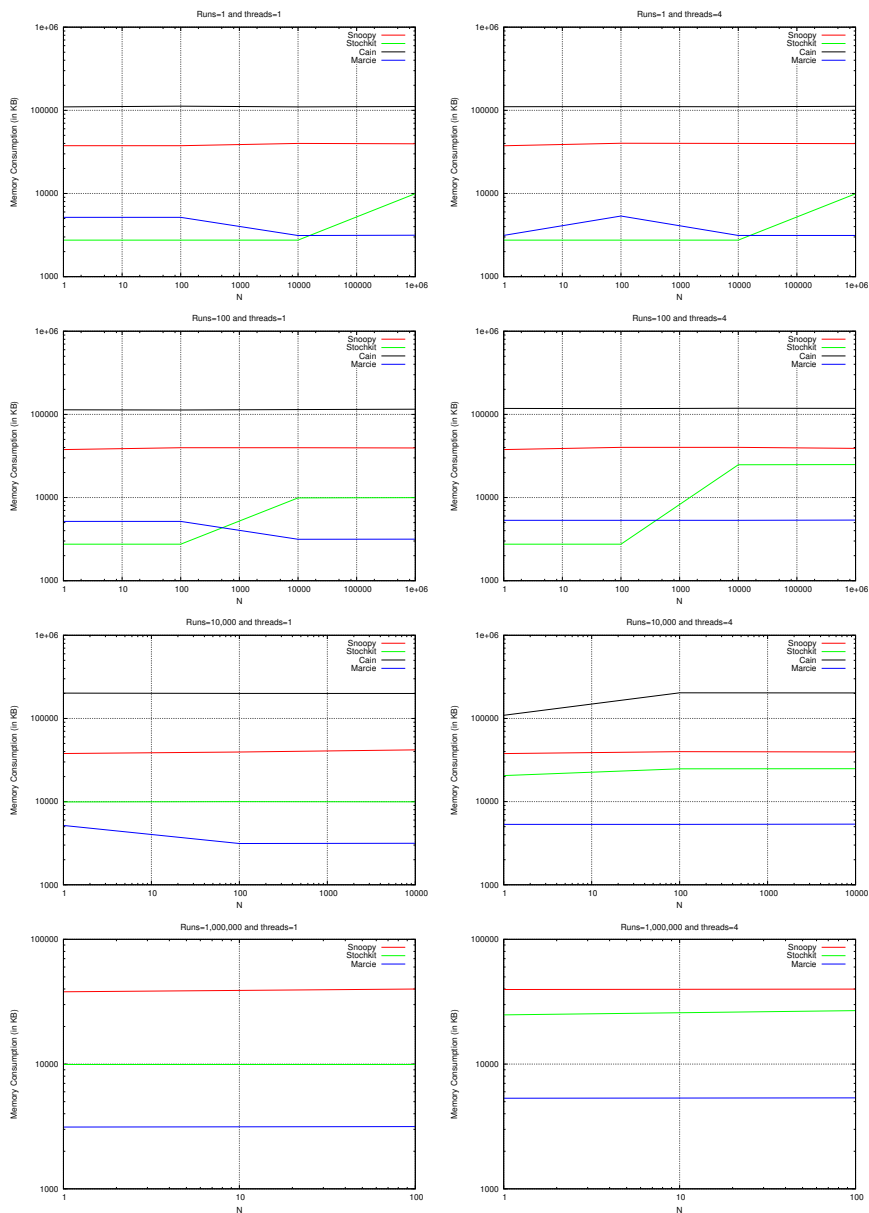 Runs=1 and threads=1
1e+06
100000
10000
1000
Memory Consumption (in KB)
1 10 100 1000 10000 100000 1e+06
N
Snoopy
Stochkit
Cain
Marcie
Runs=1 and threads=4
1e+06
100000
10000
1000
Memory Consumption (in KB)
1 10 100 1000 10000 100000 1e+06
N
Snoopy
Stochkit
Cain
Marcie
Runs=100 and threads=1
1e+06
100000
10000
1000
Memory Consumption (in KB)
1 10 100 1000 10000 100000 1e+06
N
Snoopy
Stochkit
Cain
Marcie
Runs=100 and threads=4
1e+06
100000
10000
1000
Memory Consumption (in KB)
1 10 100 1000 10000 100000 1e+06
N
Snoopy
Stochkit
Cain
Marcie
Runs=10,000 and threads=1
1e+06
100000
10000
1000
Memory Consumption (in KB)
1 10 100 1000 10000
N
Snoopy
Stochkit
Cain
Marcie
Runs=10,000 and threads=4
1e+06
100000
10000
1000
Memory Consumption (in KB)
1 10 100 1000 10000
N
Snoopy
Stochkit
Cain
Marcie
Runs=1,000,000 and threads=1
100000
10000
1000
Memory Consumption (in KB)
1 10 100
N
Snoopy
Stochkit
Marcie
Runs=1,000,000 and threads=4
100000
10000
1000
Memory Consumption (in KB)
1 10 100
N
Snoopy
Stochkit
Marcie